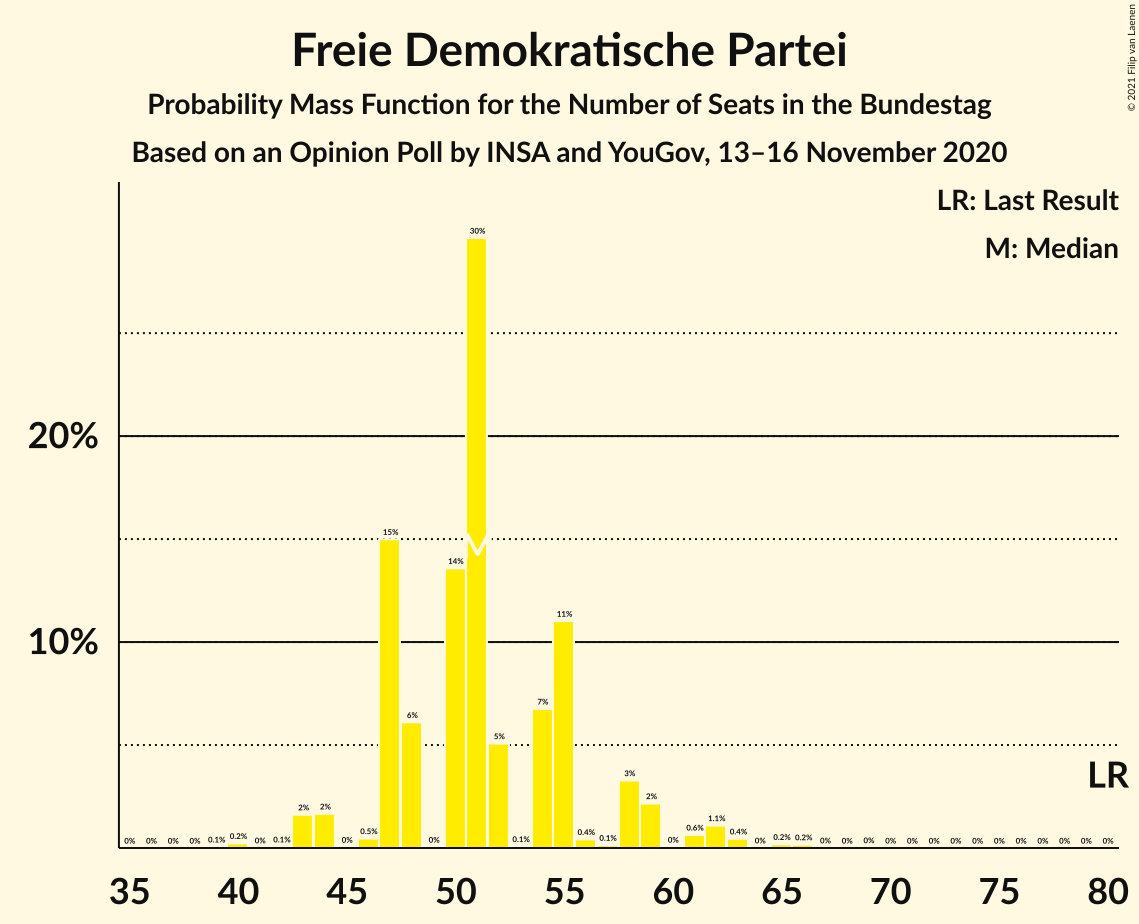 Freie Demokratische Partei
Probability Mass Function for the Number of Seats in the Bundestag
Based on an Opinion Poll by INSA and YouGov, 13–16 November 2020
© 2021 Filip van Laenen
LR: Last Result
M: Median
20%
10%
0% 0% 0% 0% 0.1% 0.2% 0% 0.1% 2% 2% 0% 0.5% 15% 6% 0% 14% 30% 5% 0.1% 7% 11% 0.4% 0.1% 3% 2% 0% 0.6% 1.1% 0.4% 0% 0.2% 0.2% 0% 0% 0% 0% 0% 0% 0% 0% 0% 0% 0% 0% 0% 0%
M
LR
35 40 45 50 55 60 65 70 75 80